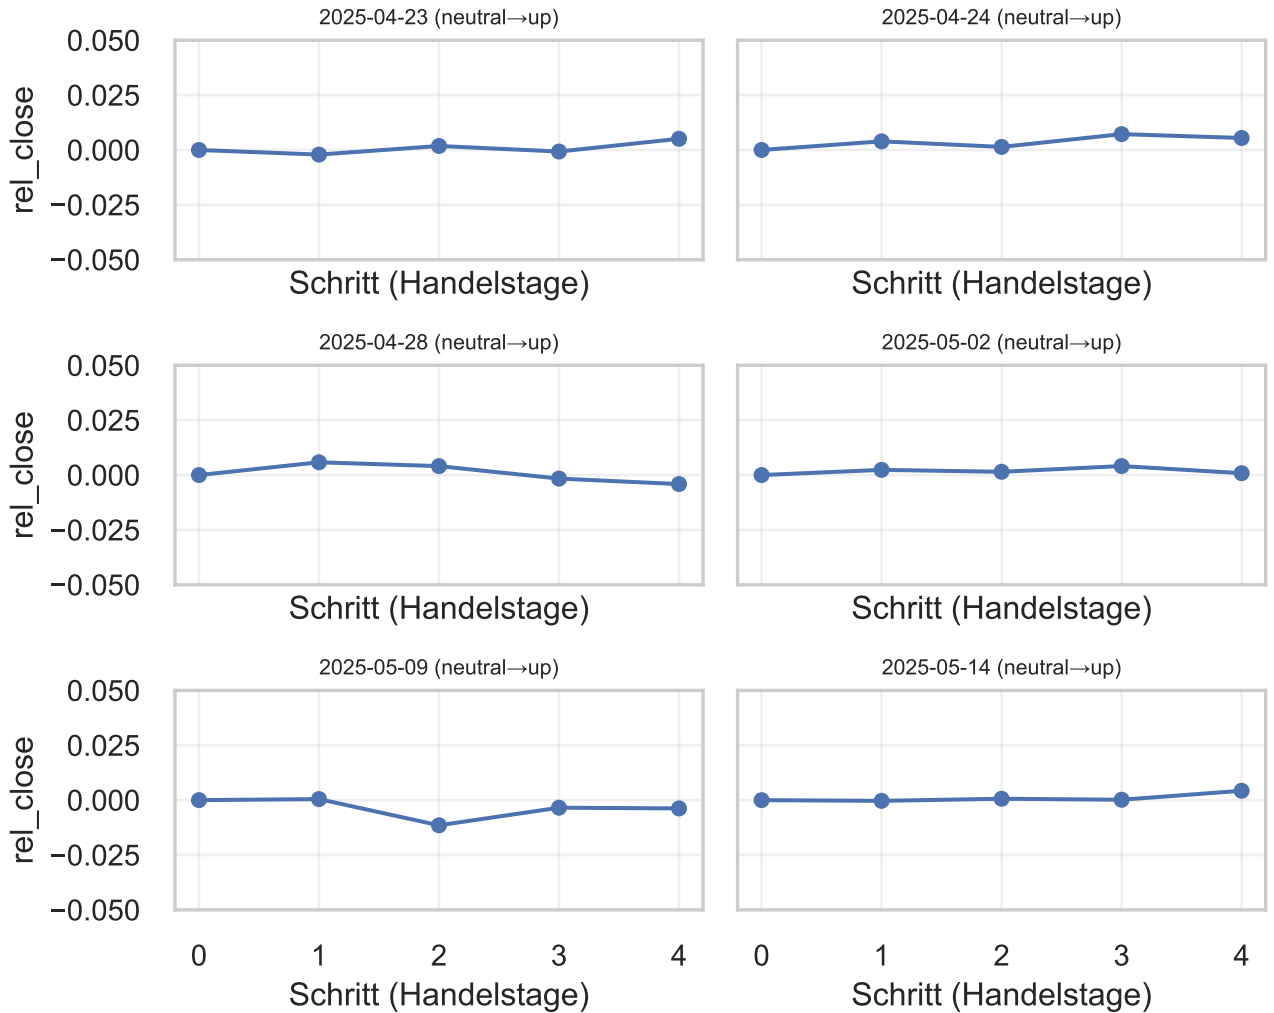 2025-04-23 (neutral→up)
2025-04-24 (neutral→up)
rel_close
0.050
0.025
0.000
−0.025
−0.050
Schritt (Handelstage)
Schritt (Handelstage)
2025-04-28 (neutral→up)
2025-05-02 (neutral→up)
rel_close
0.050
0.025
0.000
−0.025
−0.050
Schritt (Handelstage)
Schritt (Handelstage)
2025-05-09 (neutral→up)
2025-05-14 (neutral→up)
rel_close
0.050
0.025
0.000
−0.025
−0.050
0 1 2 3 4
0 1 2 3 4
Schritt (Handelstage)
Schritt (Handelstage)